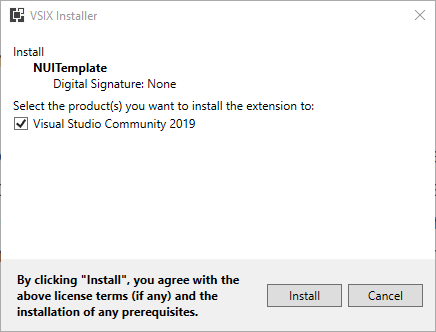 VSIX Installer
Install
NUITemplate
Digital Signature: None
Select the product(s) you want to install the extension to:
Visual Studio Community 2019
By clicking "Install", you agree with the
above license terms (if any) and the
installation of any prerequisites.
Install
Cancel